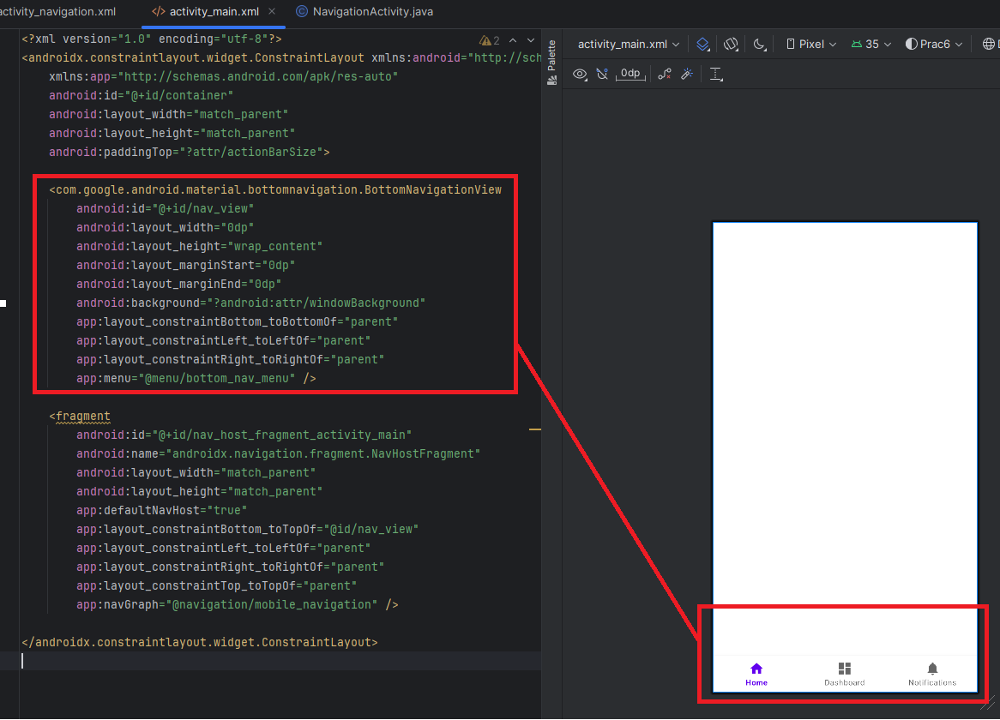 activity_navigation.xml
</> activity_main.xml
NavigationActivity.java
<?xml version="1.0" encoding="utf-8"?>
2
<androidx.constraintlayout.widget.ConstraintLayout xmlns:android="http://sch
xmlns:app="http://schemas.android.com/apk/res-auto"
android:id="@+id/container"
android:layout_width="match_parent"
android:layout_height="match_parent"
android:paddingTop="?attr/actionBarSize">
<com.google.android.material.bottomnavigation.BottomNavigationView
android:id="@+id/nav_view"
android:layout_width="0dp"
android:layout_height="wrap_content"
android:layout_marginStart="0dp"
android:layout_marginEnd="0dp"
android:background="?android:attr/windowBackground"
app:layout_constraintBottom_toBottomOf="parent"
app:layout_constraintLeft_toLeftOf="parent"
app:layout_constraintRight_toRightOf="parent"
app:menu="@menu/bottom_nav_menu" />
<fragment
android:id="@+id/nav_host_fragment_activity_main"
android:name="androidx.navigation.fragment.NavHostFragment"
android:layout_width="match_parent"
android:layout_height="match_parent"
app:defaultNavHost="true"
app:layout_constraintBottom_toTopOf="@id/nav_view"
app:layout_constraintLeft_toLeftOf="parent"
app:layout_constraintRight_toRightOf="parent"
app:layout_constraintTop_toTopOf="parent"
app:navGraph="@navigation/mobile_navigation" />
</androidx.constraintlayout.widget.ConstraintLayout>
Palette
activity_main.xml
Pixel
35
Prac6
D
0dp
Home
Dashboard
Notifications